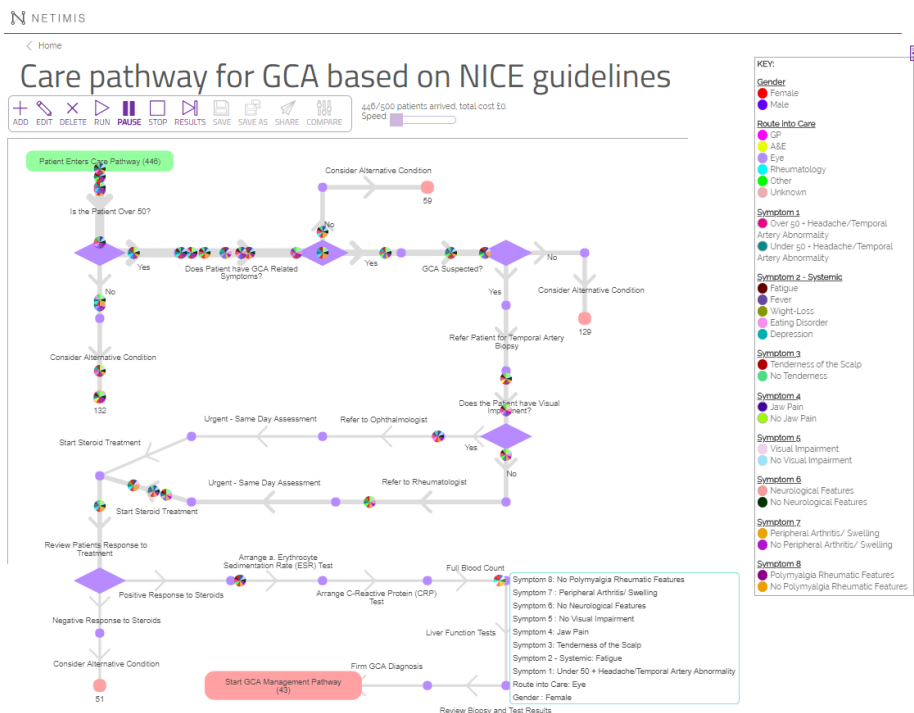 NETIMIS
Home
Care pathway for GCA based on NICE guidelines
ADD EDIT DELETE RUN PAUSE STOP RESULTS SAVE SAVE AS SHARE COMPARE
446/500 patients arrived, total cost £0.
Speed:
Patient Enters Care Pathway (446)
Consider Alternative Condition
59
Is the Patient Over 50?
No
Yes
Does Patient have GCA Related
Symptoms?
Yes
GCA Suspected?
No
No
Yes
Consider Alternative Condition
129
Refer Patient for Temporal Artery
Biopsy
Consider Alternative Condition
132
Does the Patient have Visual
Impairment?
Urgent - Same Day Assessment
Refer to Ophthalmologist
Yes
Start Steroid Treatment
No
Urgent - Same Day Assessment
Refer to Rheumatologist
Start Steroid Treatment
Review Patients Response to
Treatment
Arrange a. Erythrocyte
Sedimentation Rate (ESR) Test
Full Blood Count
Positive Response to Steroids
Arrange C-Reactive Protein (CRP)
Test
Negative Response to Steroids
Liver Function Tests
Consider Alternative Condition
51
Firm GCA Diagnosis
Start GCA Management Pathway
(43)
Review Biopsy and Test Results
Symptom 8: No Polymyalgia Rheumatic Features
Symptom 7 : Peripheral Arthritis/ Swelling
Symptom 6: No Neurological Features
Symptom 5 : No Visual Impairment
Symptom 4: Jaw Pain
Symptom 3: Tenderness of the Scalp
Symptom 2 - Systemic: Fatigue
Symptom 1: Under 50 + Headache/Temporal Artery Abnormality
Route into Care: Eye
Gender : Female
KEY:
Gender
Female
Male
Route Into Care
GP
A&E
Eye
Rheumatology
Other
Unknown
Symptom 1
Over 50 + Headache/Temporal
Artery Abnormality
Under 50 + Headache/Temporal
Artery Abnormality
Symptom 2 - Systemic
Fatigue
Fever
Wight-Loss
Eating Disorder
Depression
Symptom 3
Tenderness of the Scalp
No Tenderness
Symptom 4
Jaw Pain
No Jaw Pain
Symptom 5
Visual Impairment
No Visual Impairment
Symptom 6
Neurological Features
No Neurological Features
Symptom 7
Peripheral Arthritis/ Swelling
No Peripheral Arthritis/ Swelling
Symptom 8
Polymyalgia Rheumatic Features
No Polymyalgia Rheumatic Features